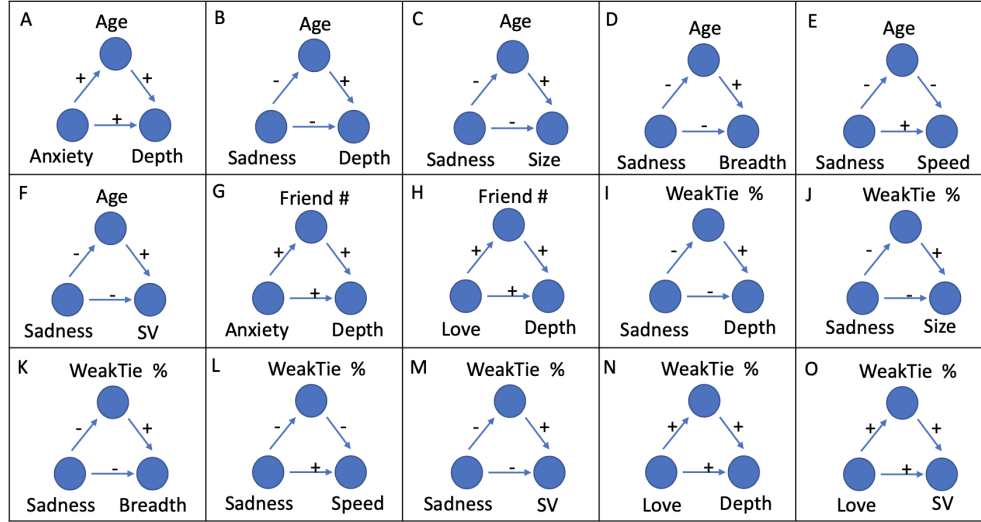 A
Age
+ +
+
Anxiety Depth
B
Age
- +
-
Sadness Depth
C
Age
- +
-
Sadness Size
D
Age
- +
-
Sadness Breadth
E
Age
- -
+
Sadness Speed
F
Age
- +
-
Sadness SV
G
Friend #
+ +
+
Anxiety Depth
H
Friend #
+ +
+
Love Depth
I
WeakTie %
- +
-
Sadness Depth
J
WeakTie %
- +
-
Sadness Size
K
WeakTie %
- +
-
Sadness Breadth
L
WeakTie %
- -
+
Sadness Speed
M
WeakTie %
- +
-
Sadness SV
N
WeakTie %
+ +
+
Love Depth
O
WeakTie %
+ +
+
Love SV